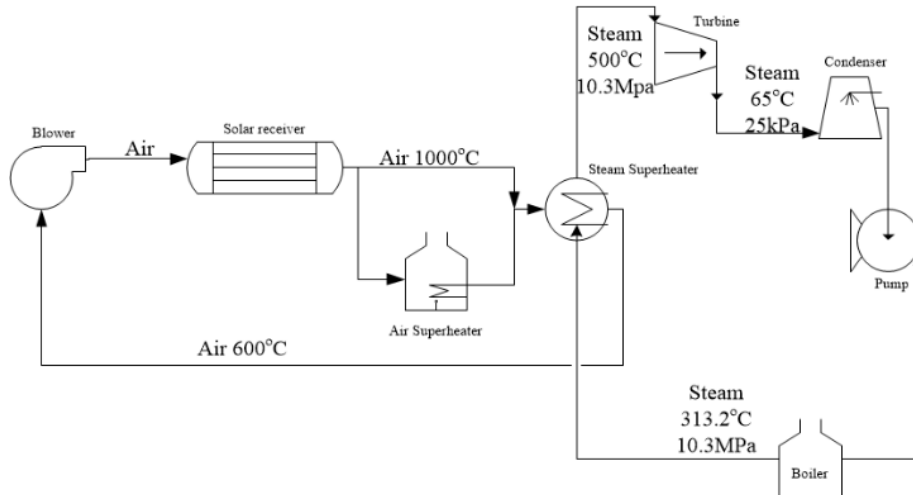 Turbine
Steam
500°C
10.3Mpa
Condenser
Steam
65°C
25kPa
Blower
Air
Solar receiver
Air 1000°C
Steam Superheater
Pump
Air Superheater
Air 600°C
Steam
313.2°C
10.3MPa
Boiler